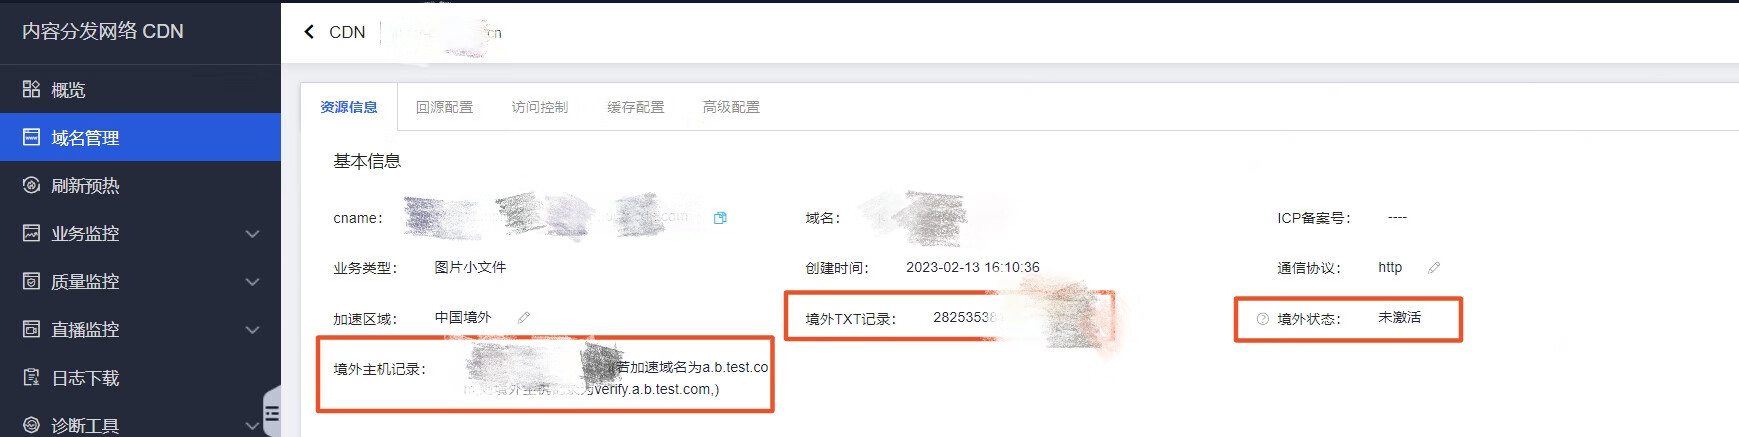 内容分发网络 CDN
CDN
cn
概览
域名管理
刷新预热
业务监控
质量监控
直播监控
日志下载
诊断工具
资源信息 回源配置 访问控制 缓存配置 高级配置
基本信息
cname: com 域名: ICP备案号: ----
业务类型: 图片小文件 创建时间: 2023-02-13 16:10:36 通信协议: http
加速区域: 中国境外 境外TXT记录: 2825353 境外状态: 未激活
境外主机记录: 若加速域名为a.b.test.co
verify.a.b.test.com,)